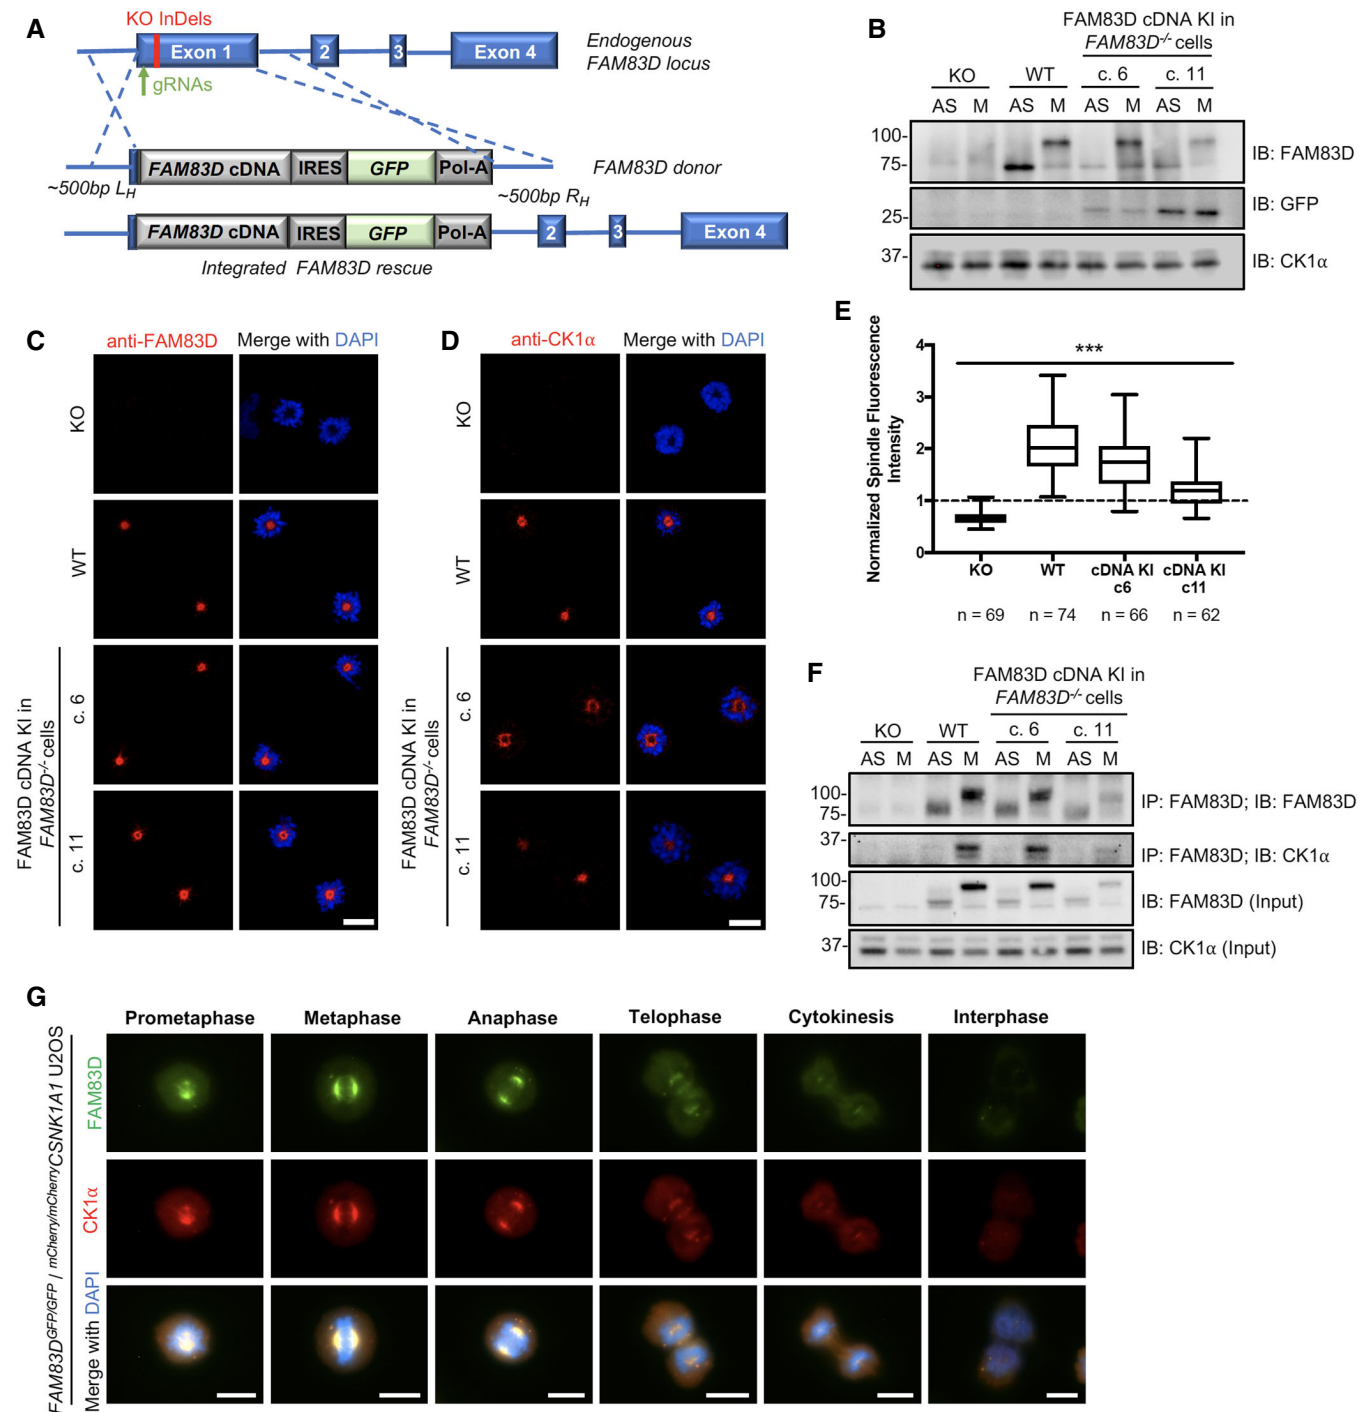 A
KO InDels
Exon 1
2
3
Exon 4
Endogenous
FAM83D locus
gRNAs
FAM83D cDNA
IRES
GFP
Pol-A
FAM83D donor
~500bp LH
~500bp RH
FAM83D cDNA
IRES
GFP
Pol-A
2
3
Exon 4
Integrated FAM83D rescue
B
FAM83D cDNA KI in
FAM83D-/- cells
KO WT c. 6 c. 11
AS M AS M AS M AS M
100-
75-
IB: FAM83D
25-
IB: GFP
37-
IB: CK1α
C
anti-FAM83D
Merge with DAPI
KO
WT
c. 6
c. 11
FAM83D cDNA KI in
FAM83D-/- cells
D
anti-CK1α
Merge with DAPI
KO
WT
c. 6
c. 11
FAM83D cDNA KI in
FAM83D-/- cells
E
Normalized Spindle Fluorescence
Intensity
4
3
2
1
0
***
KO
WT
cDNA KI
c6
cDNA KI
c11
n = 69
n = 74
n = 66
n = 62
F
FAM83D cDNA KI in
FAM83D-/- cells
KO WT c. 6 c. 11
AS M AS M AS M AS M
100-
75-
IP: FAM83D; IB: FAM83D
37-
IP: FAM83D; IB: CK1α
100-
75-
IB: FAM83D (Input)
37-
IB: CK1α (Input)
G
Prometaphase
Metaphase
Anaphase
Telophase
Cytokinesis
Interphase
FAM83D GFP/GFP / mCherry/mCherry CSNK1A1 U2OS
FAM83D
CK1α
Merge with DAPI